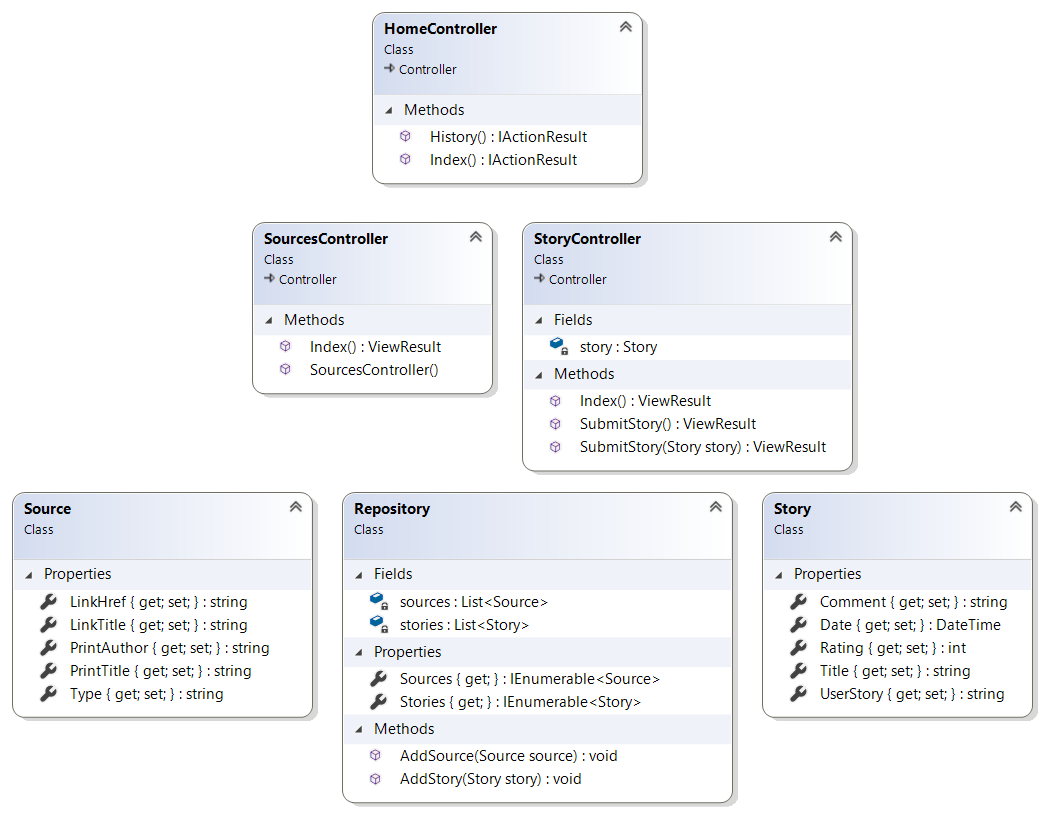 HomeController
Class
Controller
Methods
History() : IActionResult
Index() : IActionResult
SourcesController
Class
Controller
Methods
Index() : ViewResult
SourcesController()
StoryController
Class
Controller
Fields
story : Story
Methods
Index() : ViewResult
SubmitStory() : ViewResult
SubmitStory(Story story) : ViewResult
Source
Class
Properties
LinkHref { get; set; } : string
LinkTitle { get; set; } : string
PrintAuthor { get; set; } : string
PrintTitle { get; set; } : string
Type { get; set; } : string
Repository
Class
Fields
sources : List<Source>
stories : List<Story>
Properties
Sources { get; } : IEnumerable<Source>
Stories { get; } : IEnumerable<Story>
Methods
AddSource(Source source) : void
AddStory(Story story) : void
Story
Class
Properties
Comment { get; set; } : string
Date { get; set; } : DateTime
Rating { get; set; } : int
Title { get; set; } : string
UserStory { get; set; } : string